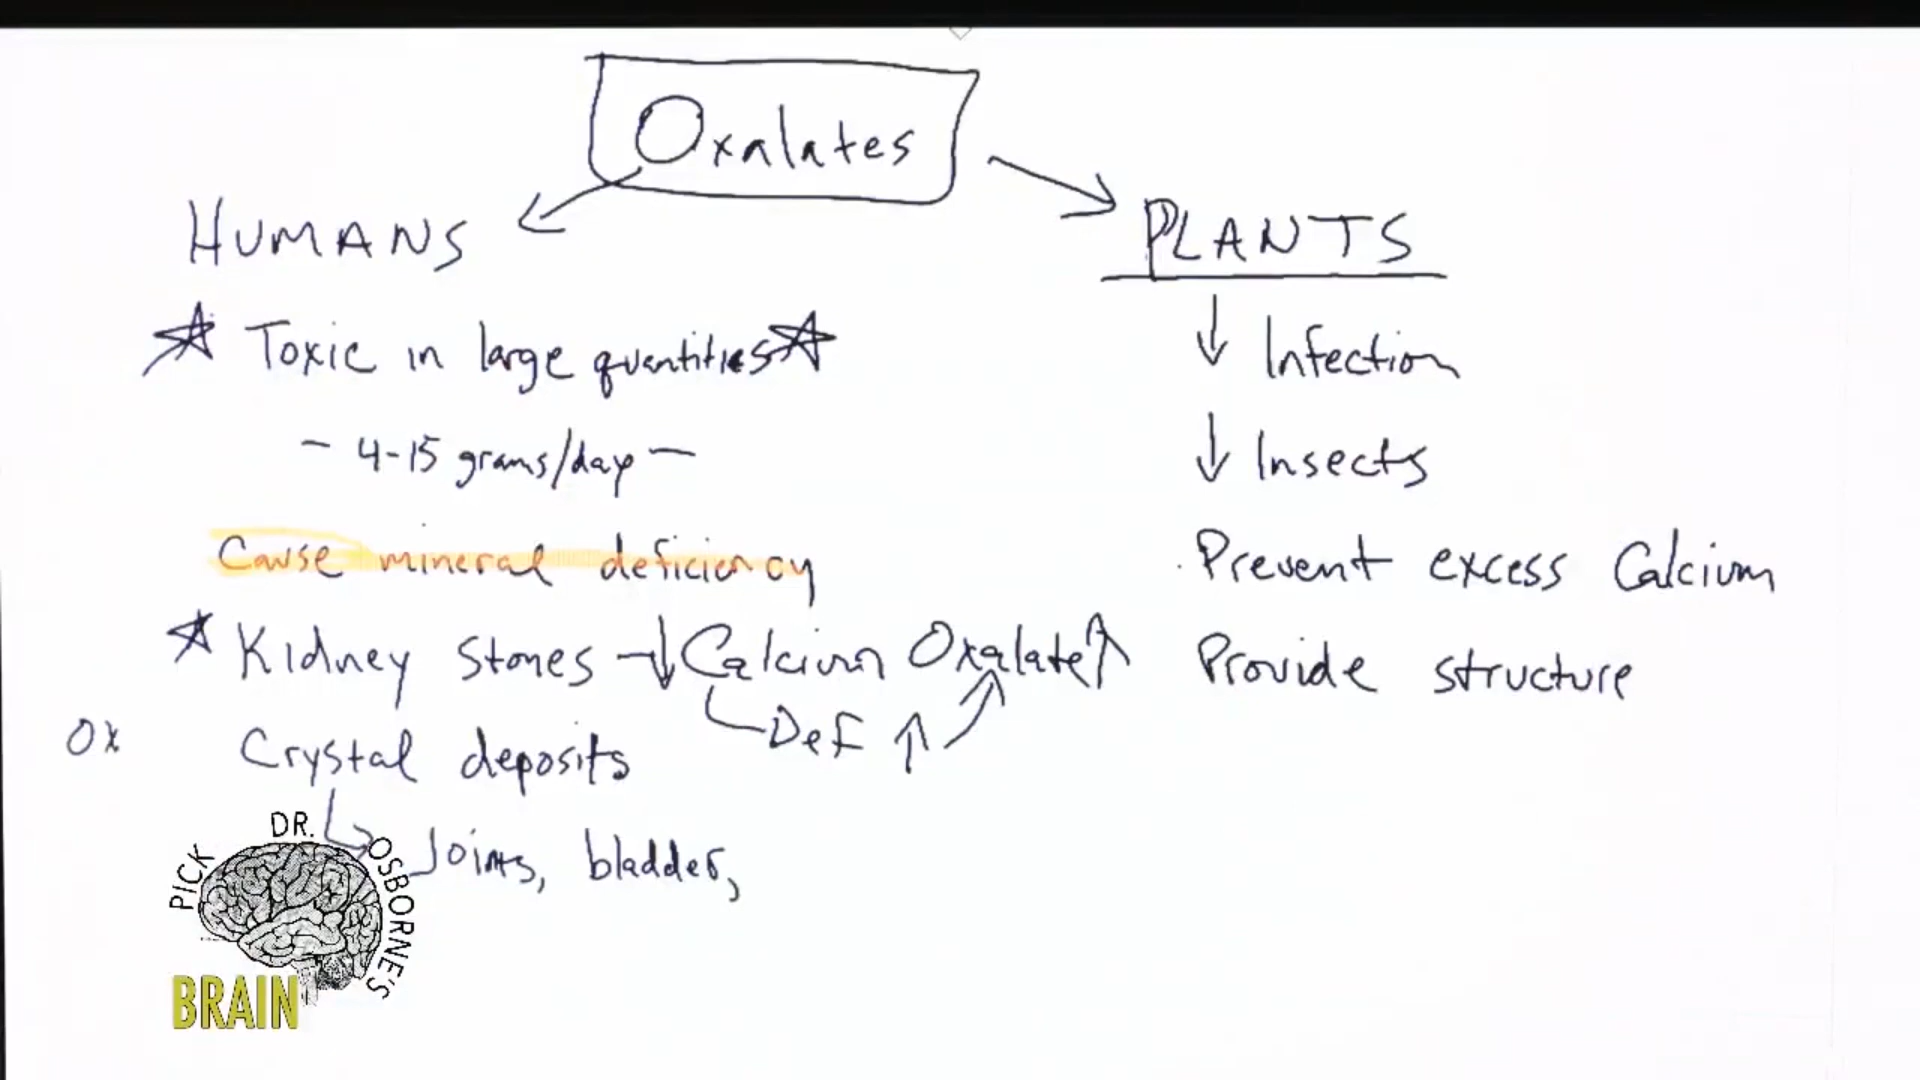 Oxalates
HUMANS
Toxic in large quantities
- 4-15 grams/day -
Cause mineral deficiency
Kidney stones → ↓ Calcium Oxalate ↑
Def ↑
Ox
Crystal deposits
Joints, bladder,
PLANTS
↓ Infection
↓ Insects
Prevent excess Calcium
Provide structure
PICK DR. OSBORNE'S
BRAIN